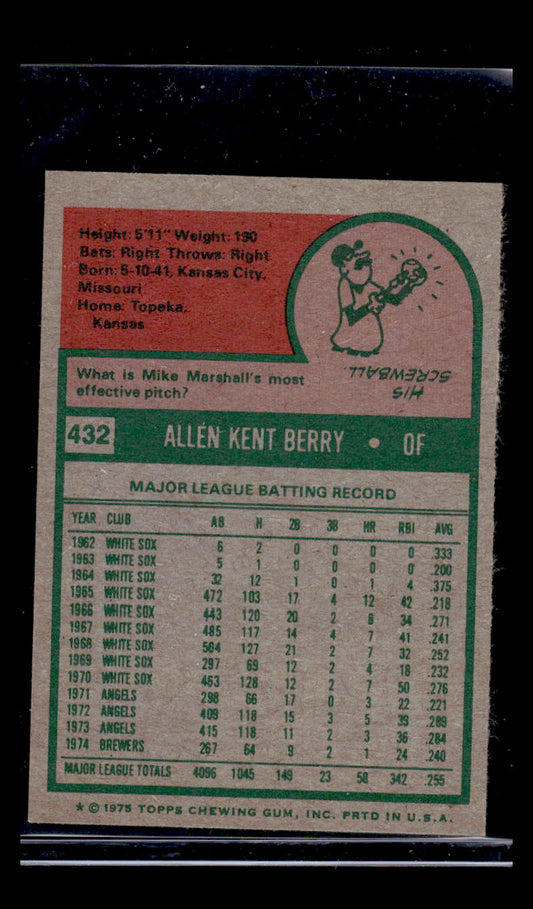 Height: 5'11" Weight: 190
Bats: Right Throws: Right
Born: 5-10-41, Kansas City,
Missouri
Home: Topeka,
Kansas
HIS
SCREWBALL
What is Mike Marshall's most
effective pitch?
432 ALLEN KENT BERRY • OF
MAJOR LEAGUE BATTING RECORD
YEAR CLUB AB H 2B 3B HR RBI AVG
1962 WHITE SOX 6 2 0 0 0 0 .333
1963 WHITE SOX 5 1 0 0 0 0 .200
1964 WHITE SOX 32 12 1 0 1 4 .375
1965 WHITE SOX 472 103 17 4 12 42 .218
1966 WHITE SOX 443 120 20 2 8 34 .271
1967 WHITE SOX 485 117 14 4 7 41 .241
1968 WHITE SOX 504 127 21 2 7 32 .252
1969 WHITE SOX 297 69 12 2 4 18 .232
1970 WHITE SOX 463 128 12 2 7 50 .276
1971 ANGELS 298 66 17 0 3 22 .221
1972 ANGELS 409 118 15 3 5 39 .289
1973 ANGELS 415 118 11 2 3 36 .284
1974 BREWERS 267 64 9 2 1 24 .240
MAJOR LEAGUE TOTALS 4096 1045 149 23 58 342 .255
* © 1975 TOPPS CHEWING GUM, INC. PRTD IN U.S.A.